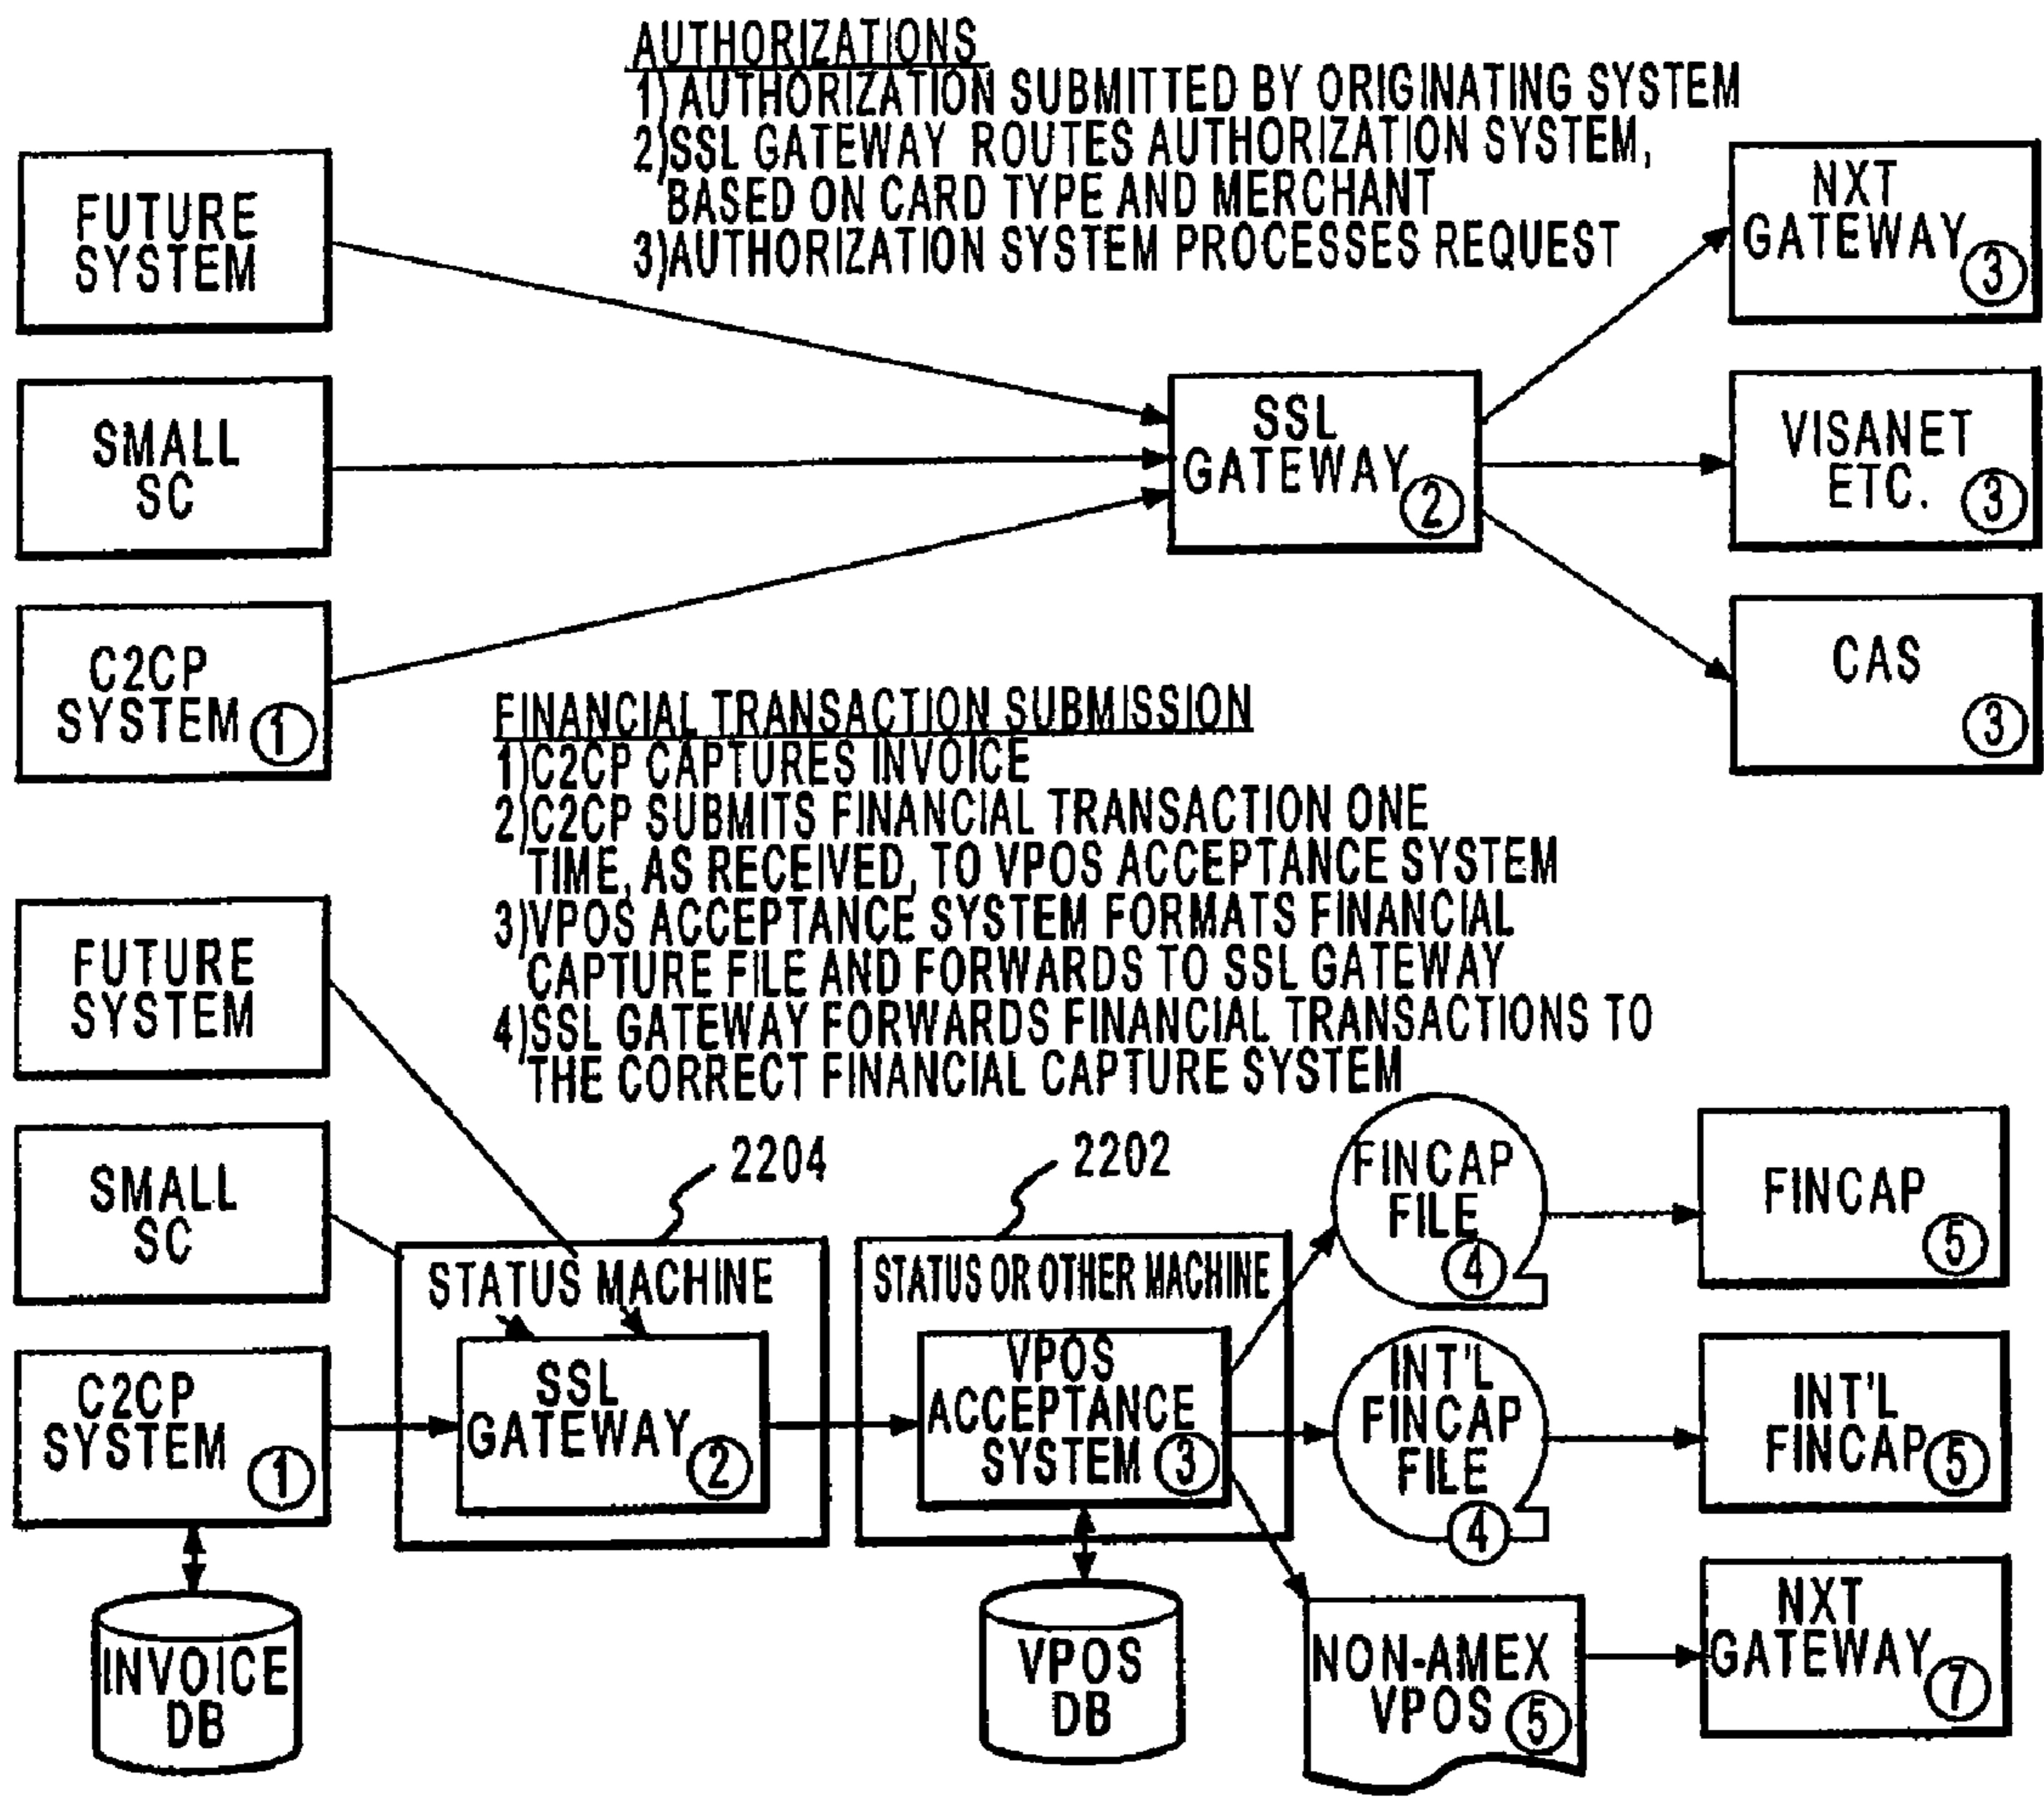 AUTHORIZATIONS
1)AUTHORIZATION SUBMITTED BY ORIGINATING SYSTEM
2)SSL GATEWAY ROUTES AUTHORIZATION SYSTEM,
BASED ON CARD TYPE AND MERCHANT
3)AUTHORIZATION SYSTEM PROCESSES REQUEST
FUTURE
SYSTEM
SMALL
SC
C2CP
SYSTEM 1
SSL
GATEWAY
2
NXT
GATEWAY
3
VISANET
ETC.
3
CAS
3
FINANCIAL TRANSACTION SUBMISSION
1)C2CP CAPTURES INVOICE
2)C2CP SUBMITS FINANCIAL TRANSACTION ONE
TIME, AS RECEIVED, TO VPOS ACCEPTANCE SYSTEM
3)VPOS ACCEPTANCE SYSTEM FORMATS FINANCIAL
CAPTURE FILE AND FORWARDS TO SSL GATEWAY
4)SSL GATEWAY FORWARDS FINANCIAL TRANSACTIONS TO
THE CORRECT FINANCIAL CAPTURE SYSTEM
FUTURE
SYSTEM
SMALL
SC
C2CP
SYSTEM
1
INVOICE
DB
2204
STATUS MACHINE
SSL
GATEWAY
2
2202
STATUS OR OTHER MACHINE
VPOS
ACCEPTANCE
SYSTEM 3
VPOS
DB
FINCAP
FILE
4
INT'L
FINCAP
FILE
4
NON-AMEX
VPOS 5
FINCAP
5
INT'L
FINCAP 5
NXT
GATEWAY
7